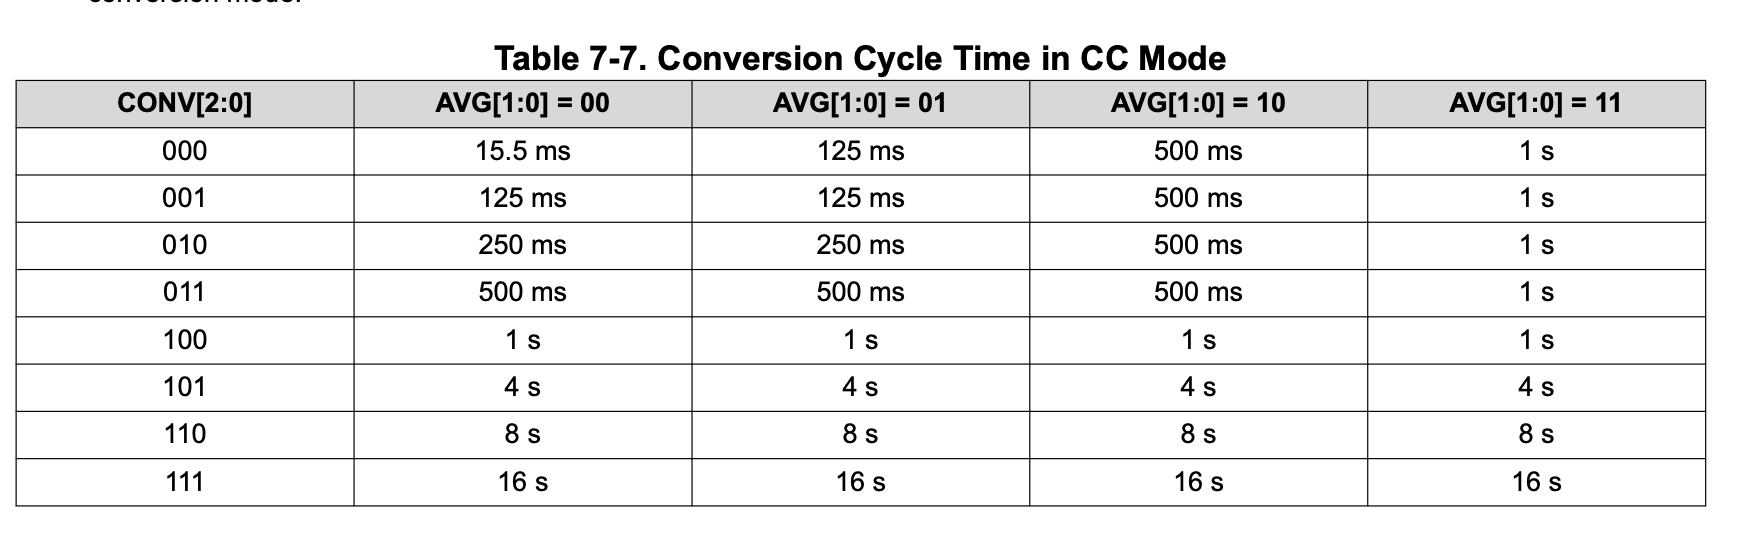 Table 7-7. Conversion Cycle Time in CC Mode
CONV[2:0] AVG[1:0] = 00 AVG[1:0] = 01 AVG[1:0] = 10 AVG[1:0] = 11
000 15.5 ms 125 ms 500 ms 1 s
001 125 ms 125 ms 500 ms 1 s
010 250 ms 250 ms 500 ms 1 s
011 500 ms 500 ms 500 ms 1 s
100 1 s 1 s 1 s 1 s
101 4 s 4 s 4 s 4 s
110 8 s 8 s 8 s 8 s
111 16 s 16 s 16 s 16 s